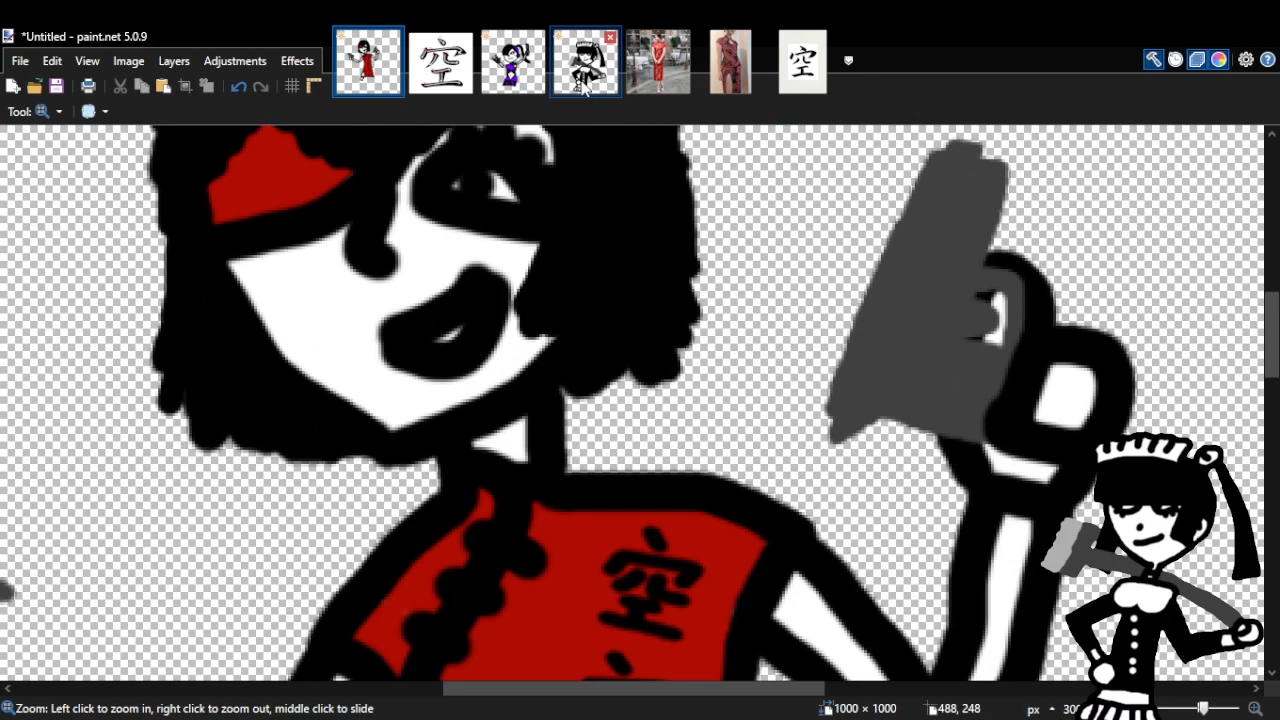 *Untitled - paint.net 5.0.9
File Edit View Image Layers Adjustments Effects
空
空
Tool:
空
Zoom: Left click to zoom in, right click to zoom out, middle click to slide
1000 × 1000
488, 248
px